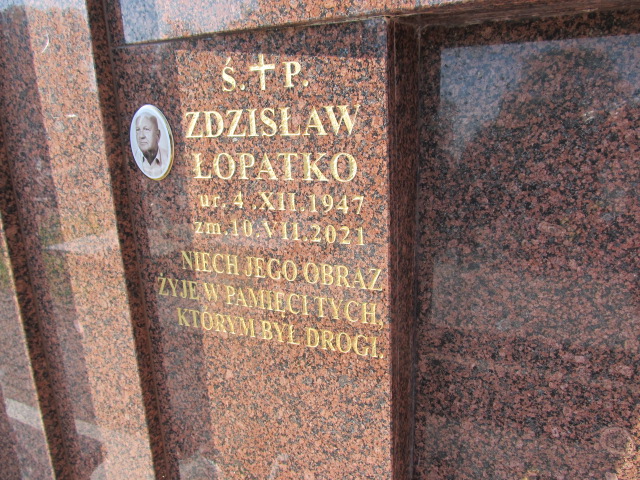 Ś.✝P.
ZDZISŁAW
ŁOPATKO
ur. 4.XII.1947
zm.10.VII.2021
NIECH JEGO OBRAZ
ŻYJE W PAMIĘCI TYCH,
KTÓRYM BYŁ DROGI.